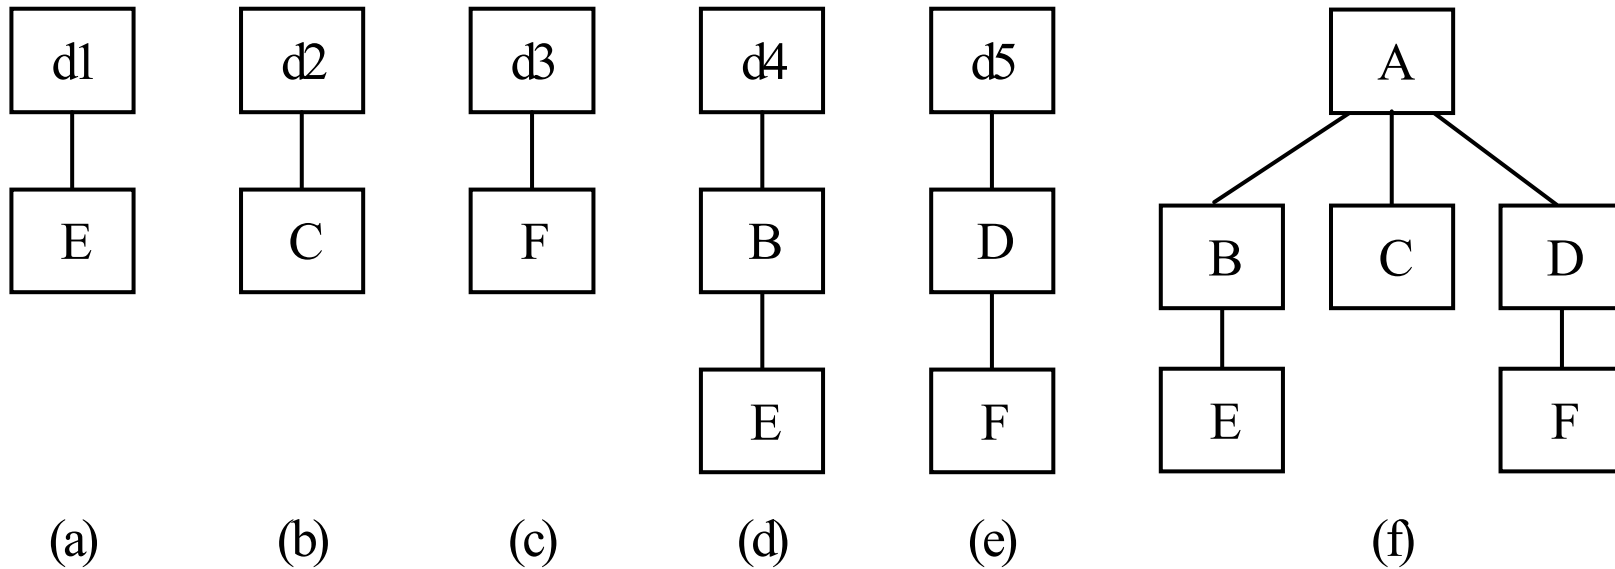 d1 d2 d3 d4 d5 A
E C F B D B C D
E F E F
(a) (b) (c) (d) (e) (f)